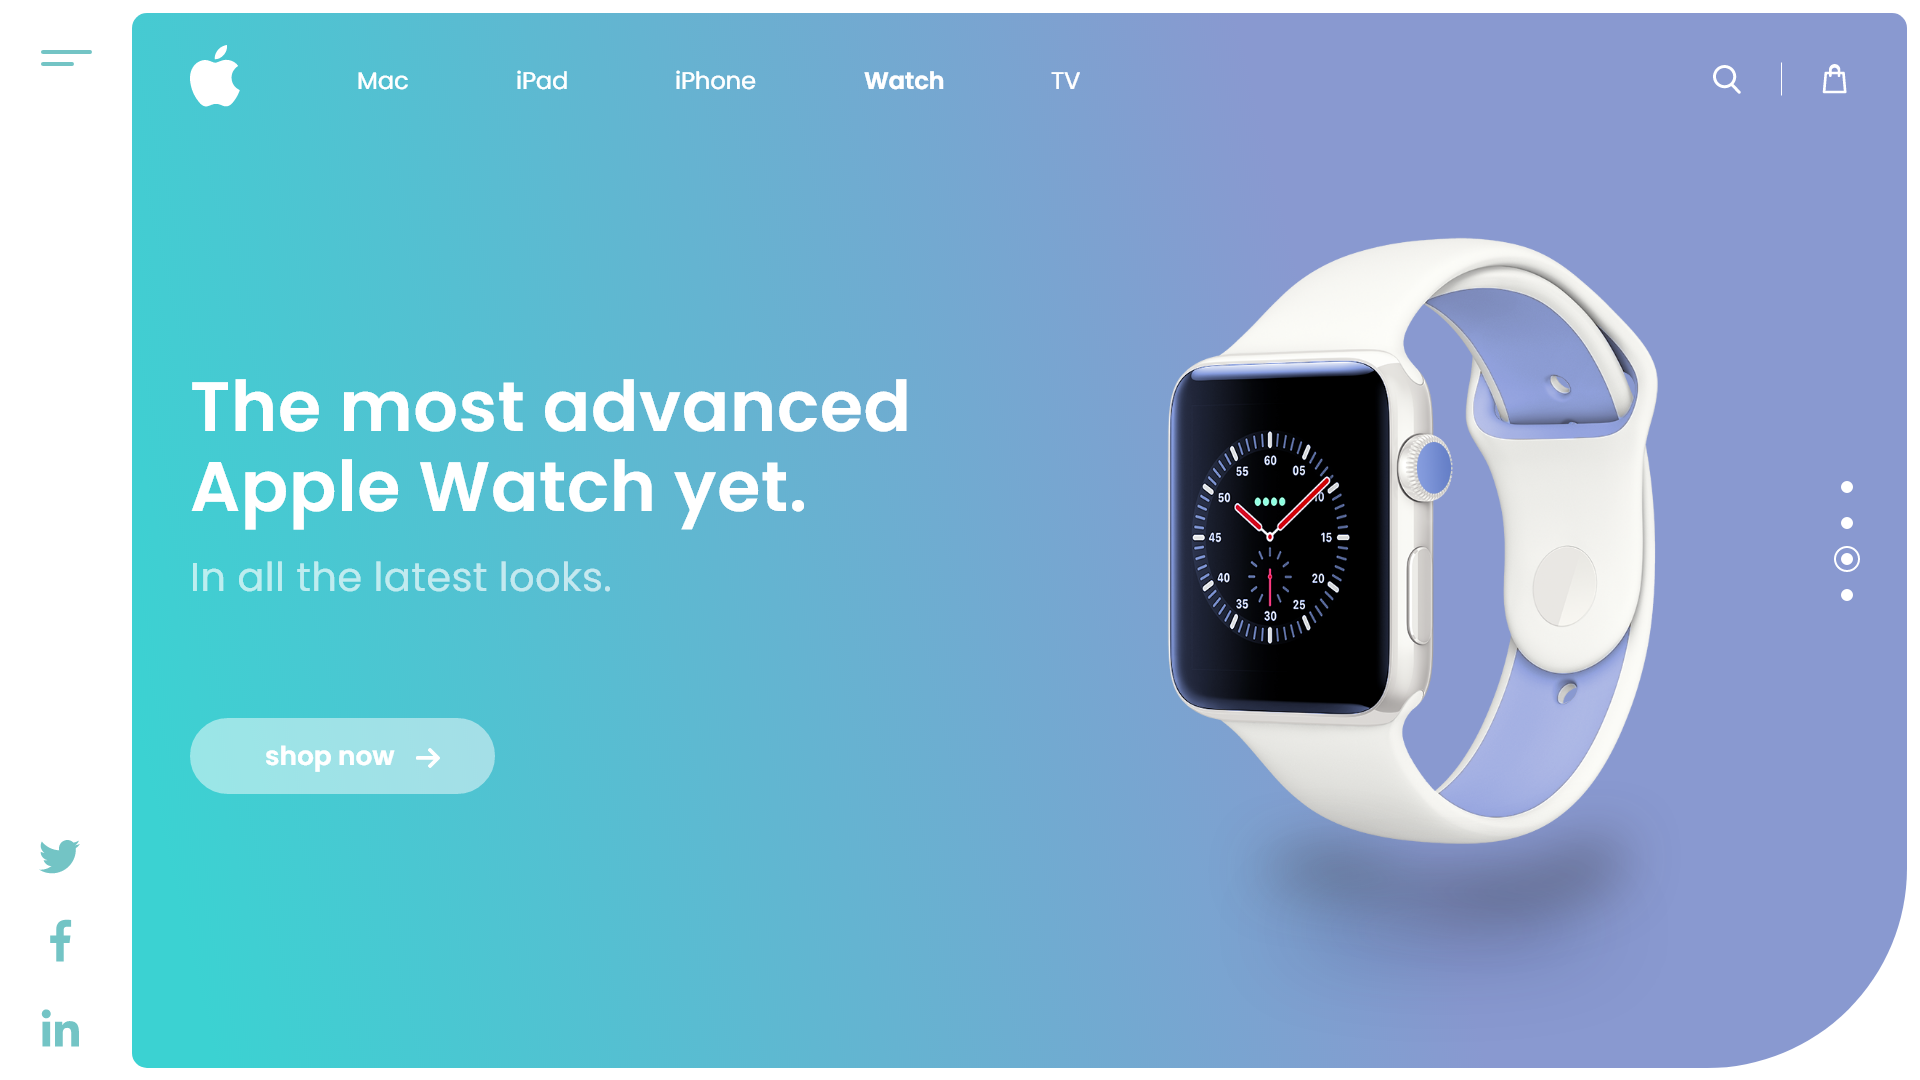 Mac
iPad
iPhone
Watch
TV
The most advanced
Apple Watch yet.
In all the latest looks.
shop now
60
55
05
50
10
45
15
40
20
35
25
30
in